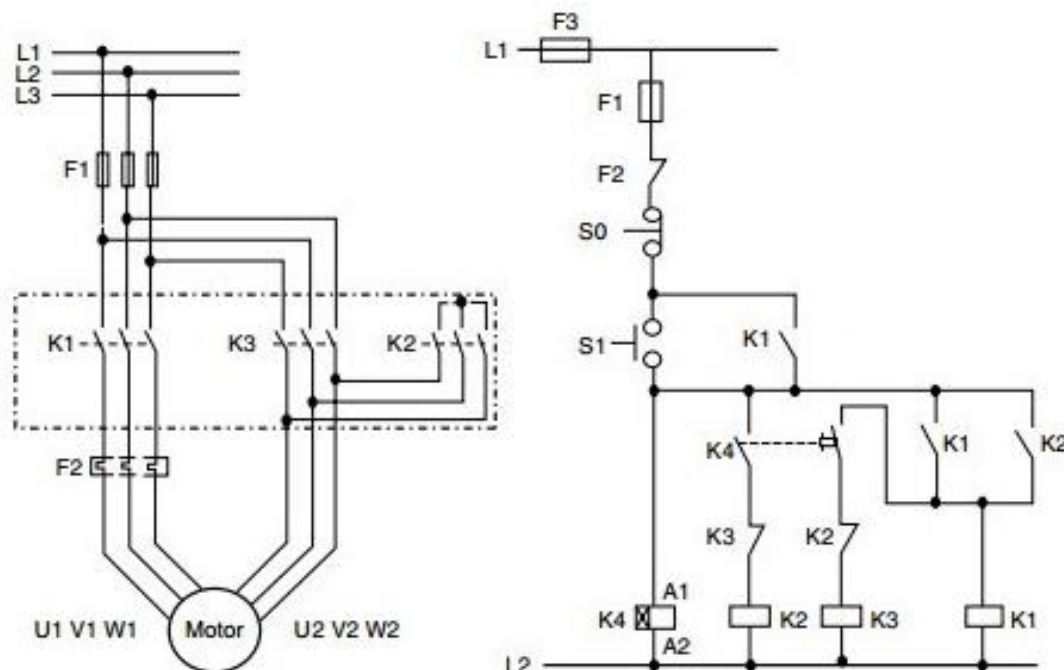 L1
L2
L3
F1
K1
K3
K2
F2
U1 V1 W1
Motor
U2 V2 W2
F3
L1
F1
F2
S0
S1
K1
K4
K1
K2
K3
K2
A1
K4
K2
K3
K1
A2
L2